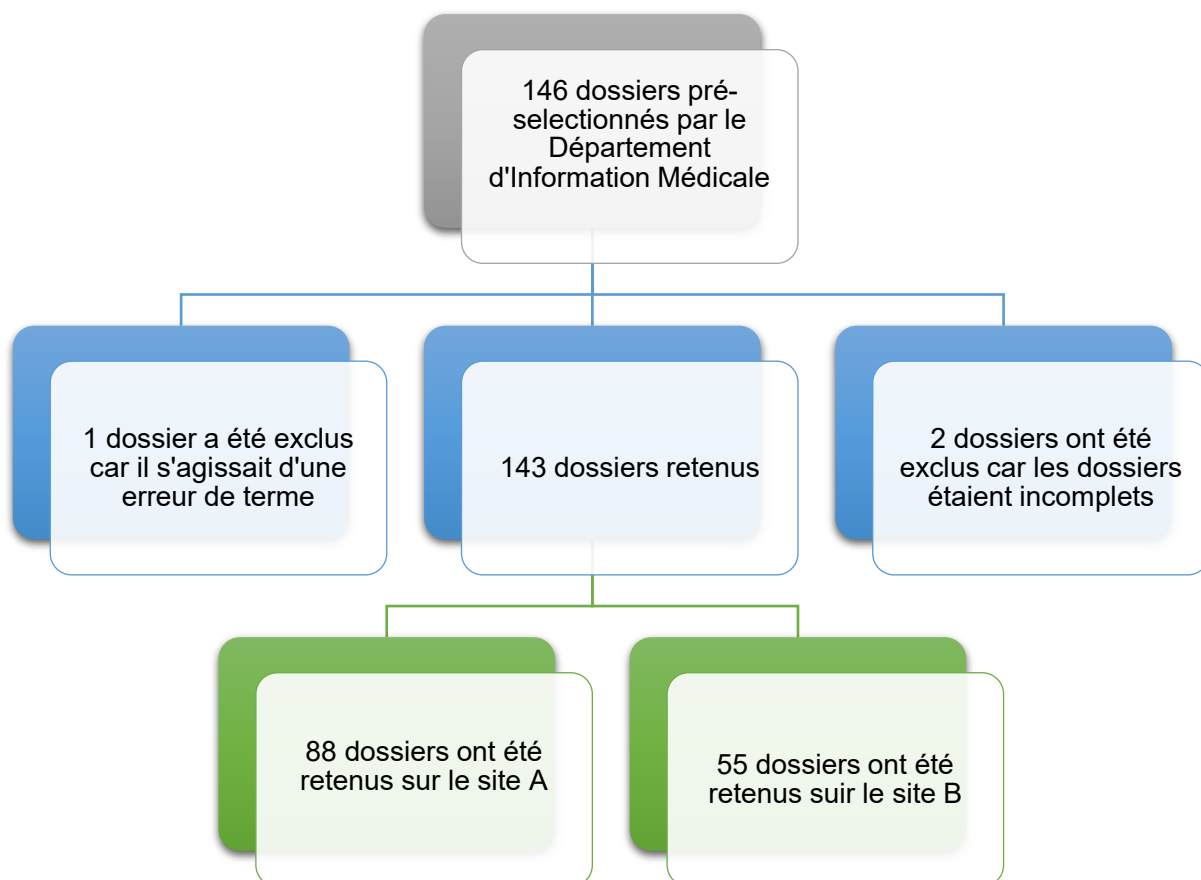 146 dossiers pré-
selectionnés par le
Département
d'Information Médicale
1 dossier a été exclus
car il s'agissait d'une
erreur de terme
143 dossiers retenus
2 dossiers ont été
exclus car les dossiers
étaient incomplets
88 dossiers ont été
retenus sur le site A
55 dossiers ont été
retenus suir le site B